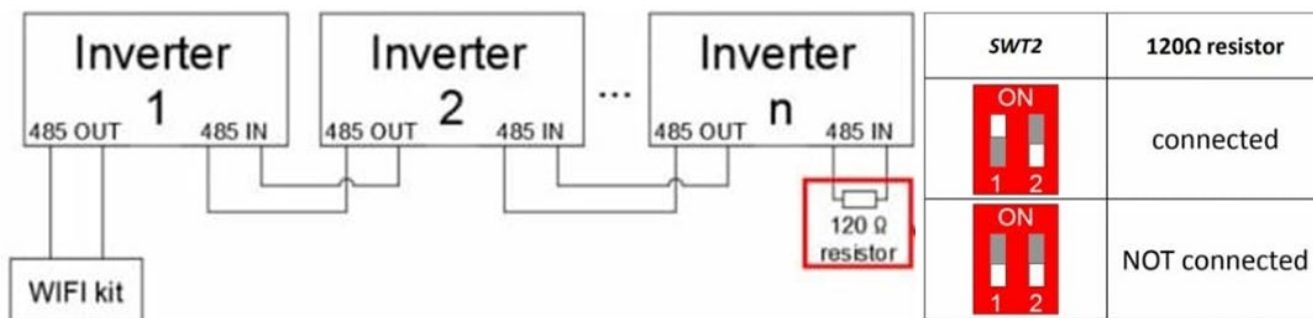 Inverter
1
485 OUT
485 IN
Inverter
2
485 OUT
485 IN
...
Inverter
n
485 OUT
485 IN
120 Ω
resistor
WIFI kit
SWT2
120Ω resistor
ON
1 2
connected
ON
1 2
NOT connected